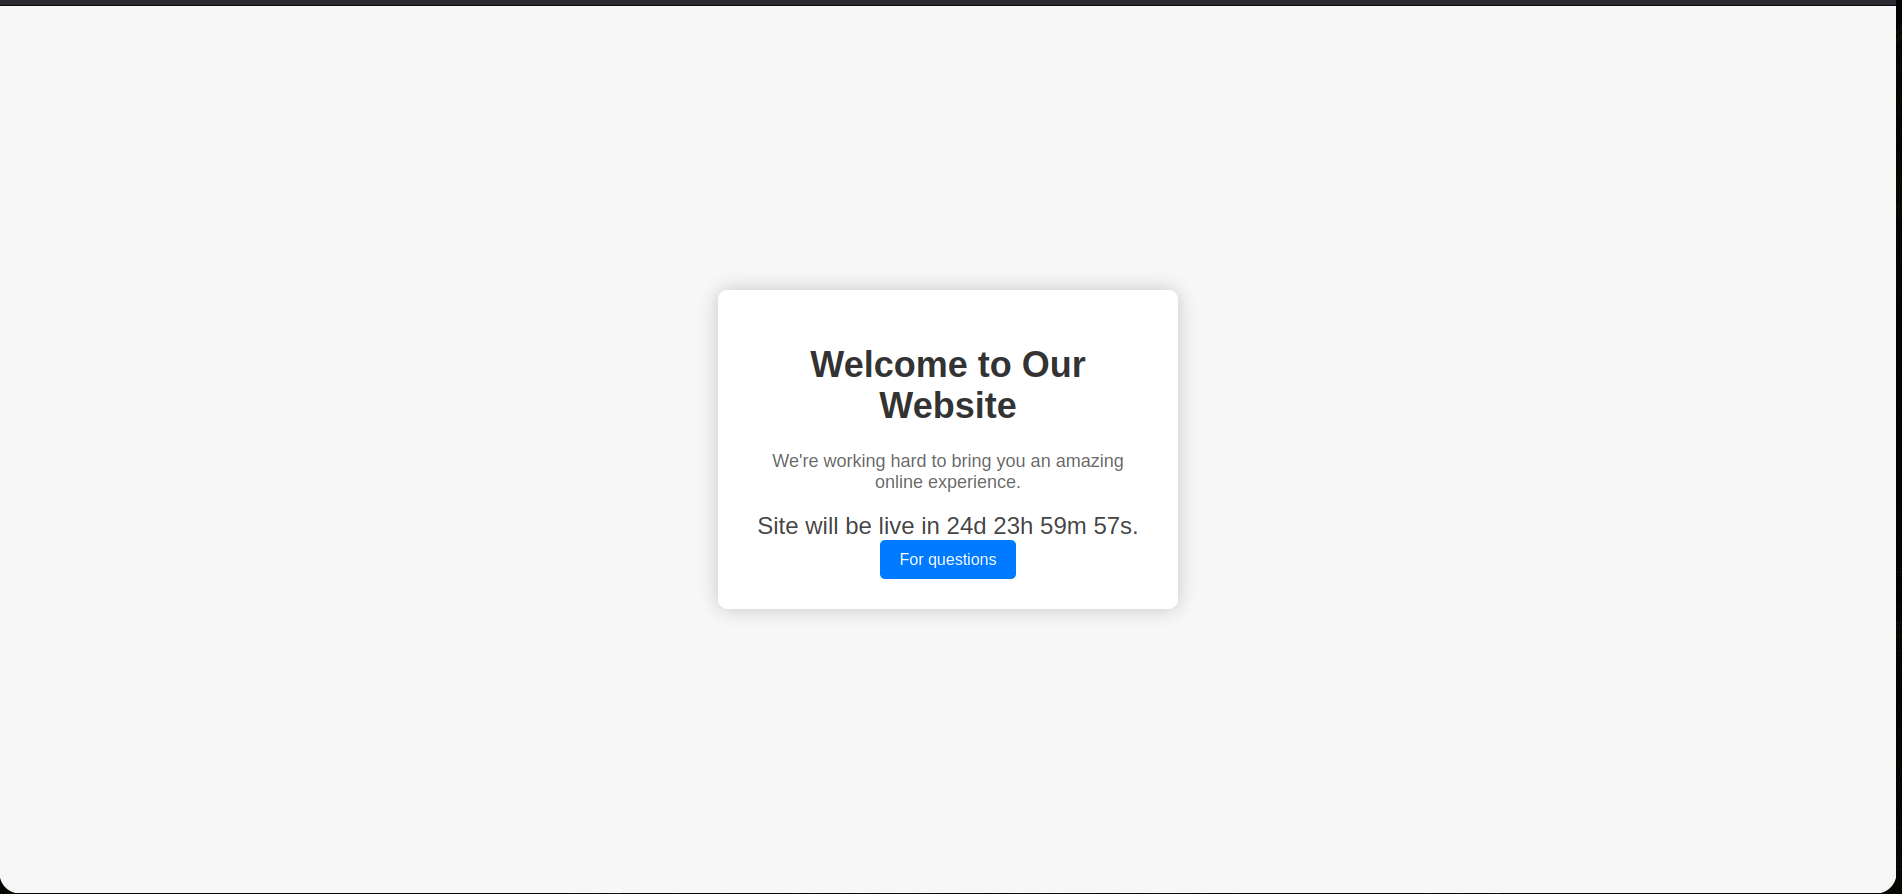 Welcome to Our
Website
We're working hard to bring you an amazing
online experience.
Site will be live in 24d 23h 59m 57s.
For questions